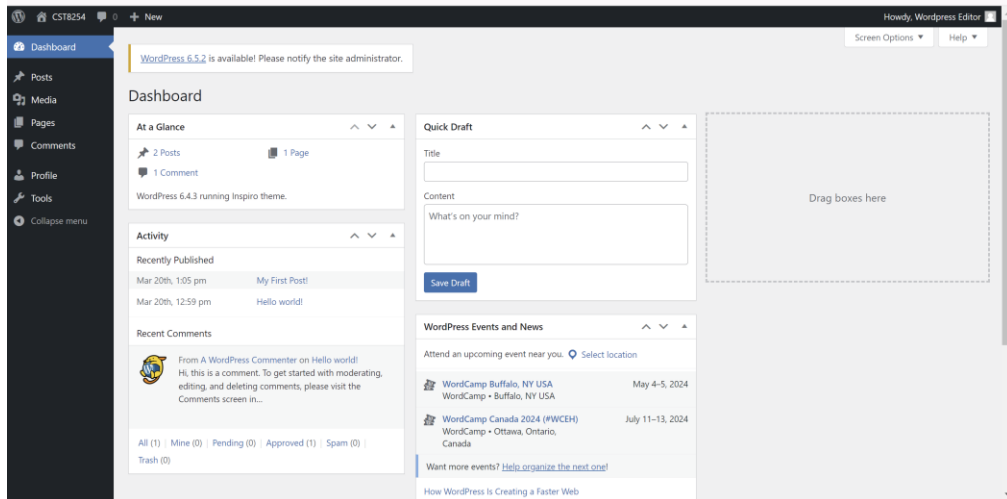 CST8254 0 + New Howdy, Wordpress Editor
Screen Options ▼ Help ▼
Dashboard
Posts
Media
Pages
Comments
Profile
Tools
Collapse menu
WordPress 6.5.2 is available! Please notify the site administrator.
Dashboard
At a Glance
2 Posts 1 Page
1 Comment
WordPress 6.4.3 running Inspiro theme.
Activity
Recently Published
Mar 20th, 1:05 pm My First Post!
Mar 20th, 12:59 pm Hello world!
Recent Comments
From A WordPress Commenter on Hello world!
Hi, this is a comment. To get started with moderating,
editing, and deleting comments, please visit the
Comments screen in...
All (1) | Mine (0) | Pending (0) | Approved (1) | Spam (0) |
Trash (0)
Quick Draft
Title
Content
What's on your mind?
Save Draft
WordPress Events and News
Attend an upcoming event near you. Select location
WordCamp Buffalo, NY USA May 4–5, 2024
WordCamp • Buffalo, NY USA
WordCamp Canada 2024 (#WCEH) July 11–13, 2024
WordCamp • Ottawa, Ontario,
Canada
Want more events? Help organize the next one!
How WordPress Is Creating a Faster Web
Drag boxes here